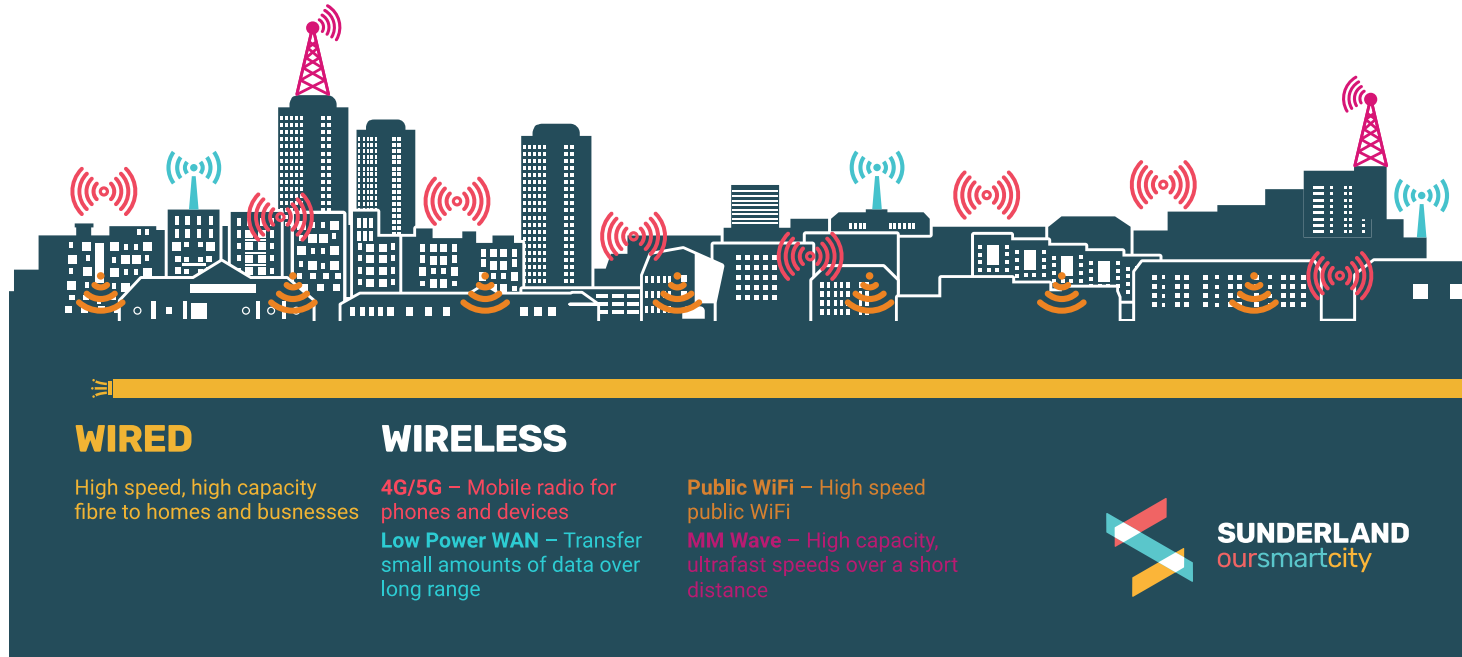 WIRED
High speed, high capacity
fibre to homes and busnesses
WIRELESS
4G/5G – Mobile radio for
phones and devices
Low Power WAN – Transfer
small amounts of data over
long range
Public WiFi – High speed
public WiFi
MM Wave – High capacity,
ultrafast speeds over a short
distance
SUNDERLAND
oursmartcity